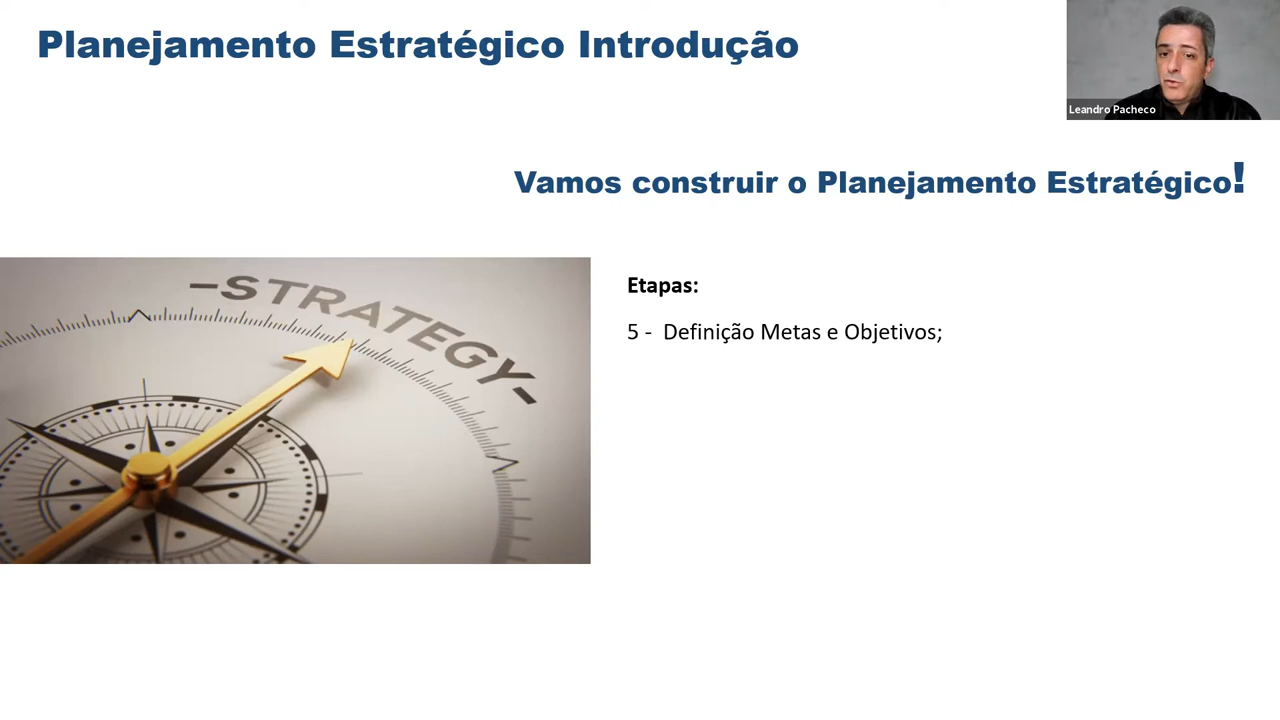 Planejamento Estratégico Introdução
Leandro Pacheco
Vamos construir o Planejamento Estratégico!
-STRATEGY-
Etapas:
5 - Definição Metas e Objetivos;